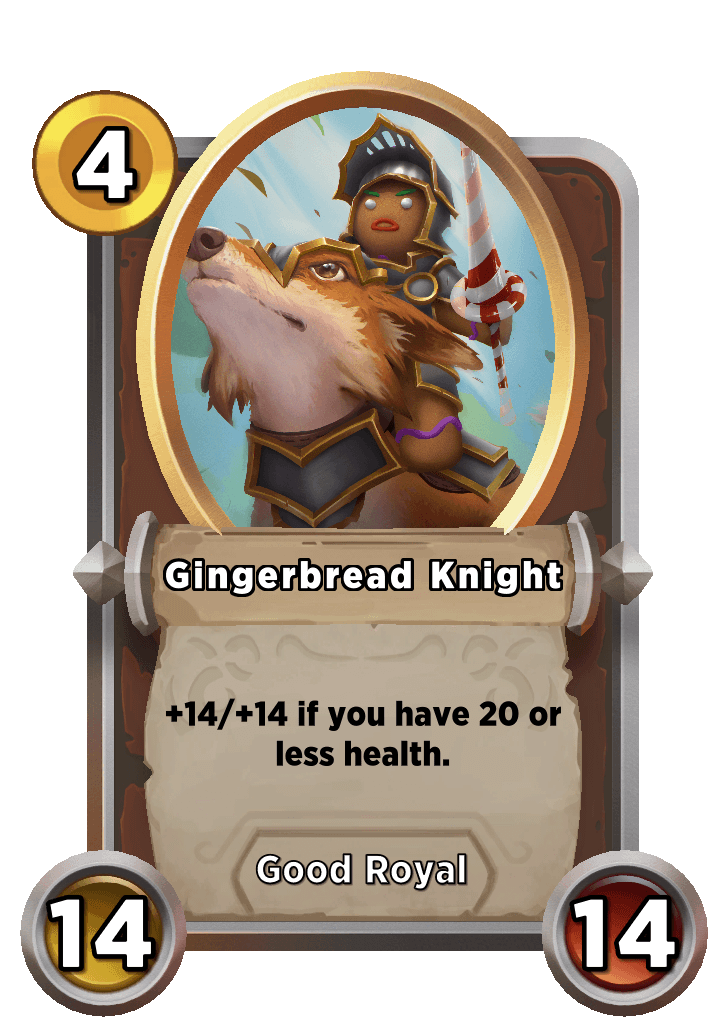 4
Gingerbread Knight
+14/+14 if you have 20 or
less health.
Good Royal
14
14